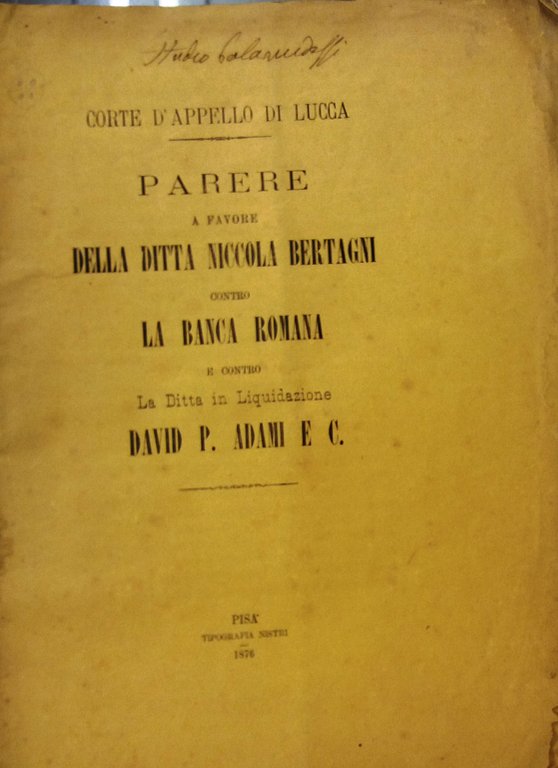 Studio
CORTE D'APPELLO DI LUCCA
PARERE
A FAVORE
DELLA DITTA NICCOLA BERTAGNI
CONTRO
LA BANCA ROMANA
E CONTRO
La Ditta in Liquidazione
DAVID P. ADAMI E C.
PISA
TIPOGRAFIA NISTRI
1876